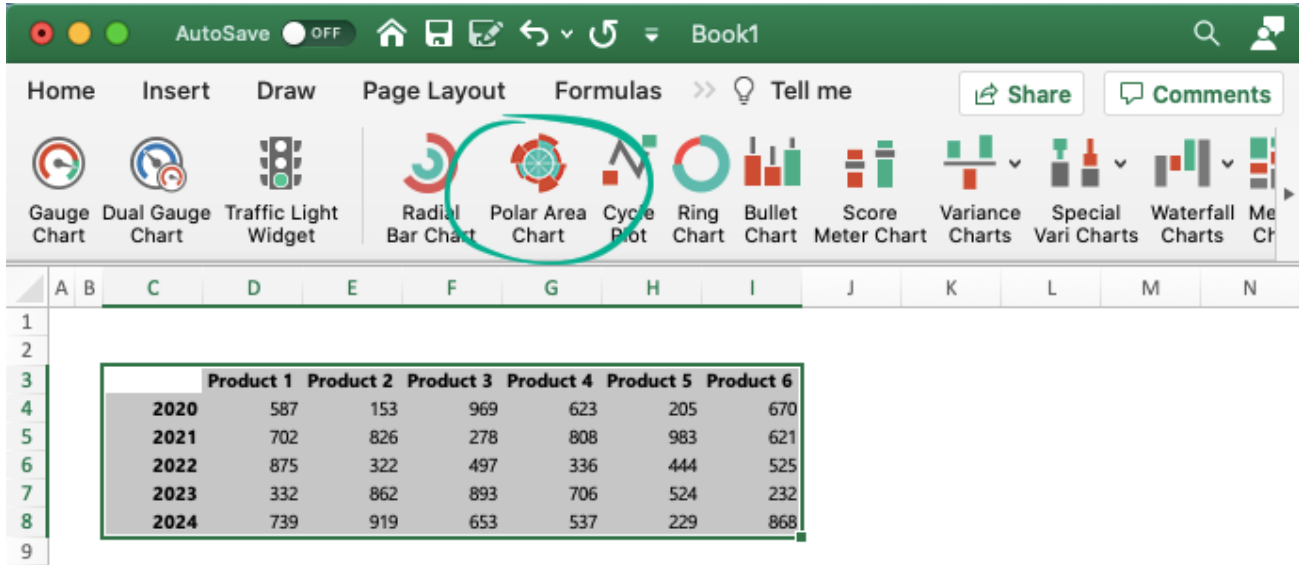 AutoSave OFF Book1
Home Insert Draw Page Layout Formulas >> Tell me Share Comments
Gauge Chart
Dual Gauge Chart
Traffic Light Widget
Radial Bar Chart
Polar Area Chart
Cycle Plot
Ring Chart
Bullet Chart
Score Meter Chart
Variance Charts
Special Vari Charts
Waterfall Charts
A B C D E F G H I J K L M N
1
2
3 Product 1 Product 2 Product 3 Product 4 Product 5 Product 6
4 2020 587 153 969 623 205 670
5 2021 702 826 278 808 983 621
6 2022 875 322 497 336 444 525
7 2023 332 862 893 706 524 232
8 2024 739 919 653 537 229 868
9